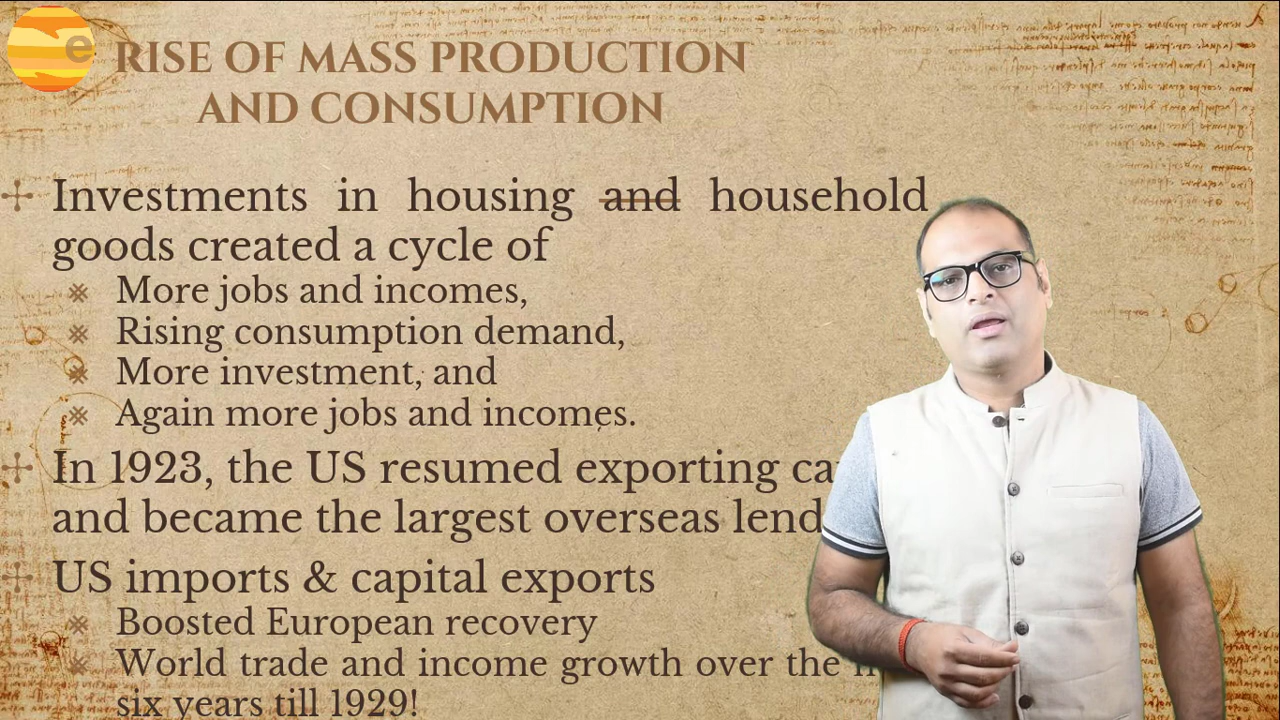 e
RISE OF MASS PRODUCTION
AND CONSUMPTION
Investments in housing and household
goods created a cycle of
More jobs and incomes,
Rising consumption demand,
More investment, and
Again more jobs and incomes.
In 1923, the US resumed exporting
and became the largest overseas
US imports & capital exports
Boosted European recovery
World trade and income growth over the
six years till 1929!